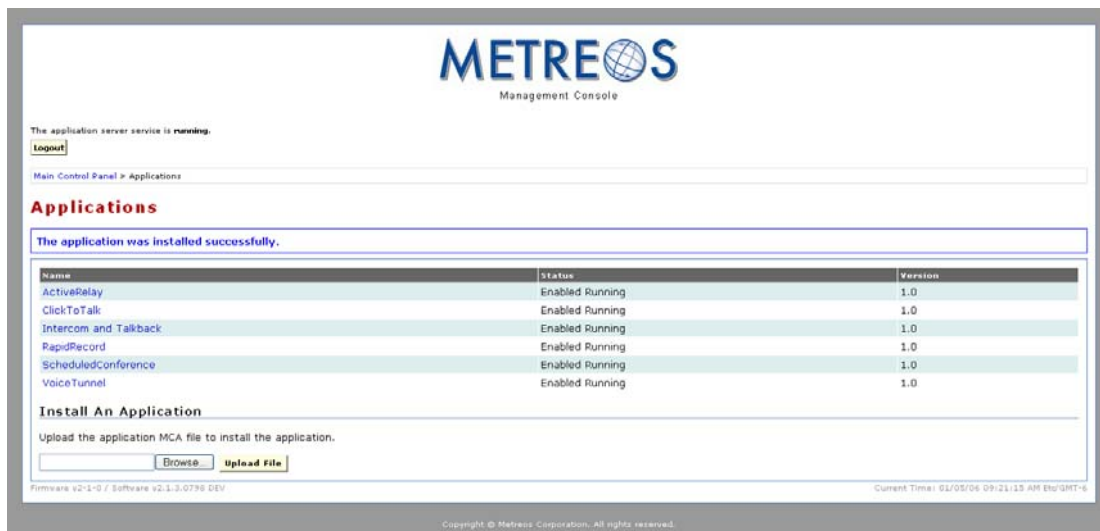 METREOS
Management Console
The application server service is running.
Logout
Main Control Panel > Applications
Applications
The application was installed successfully.
Name Status Version
ActiveRelay Enabled Running 1.0
ClickToTalk Enabled Running 1.0
Intercom and Talkback Enabled Running 1.0
RapidRecord Enabled Running 1.0
ScheduledConference Enabled Running 1.0
VoiceTunnel Enabled Running 1.0
Install An Application
Upload the application MCA file to install the application.
Browse... Upload File
Firmware v2-1-0 / Software v2.1.3.0798 DEV Current Time: 01/05/06 09:21:15 AM Etc/GMT-6
Copyright © Metreos Corporation. All rights reserved.